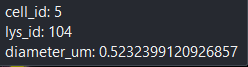 cell_id: 5
lys_id: 104
diameter_um: 0.5232399120926857